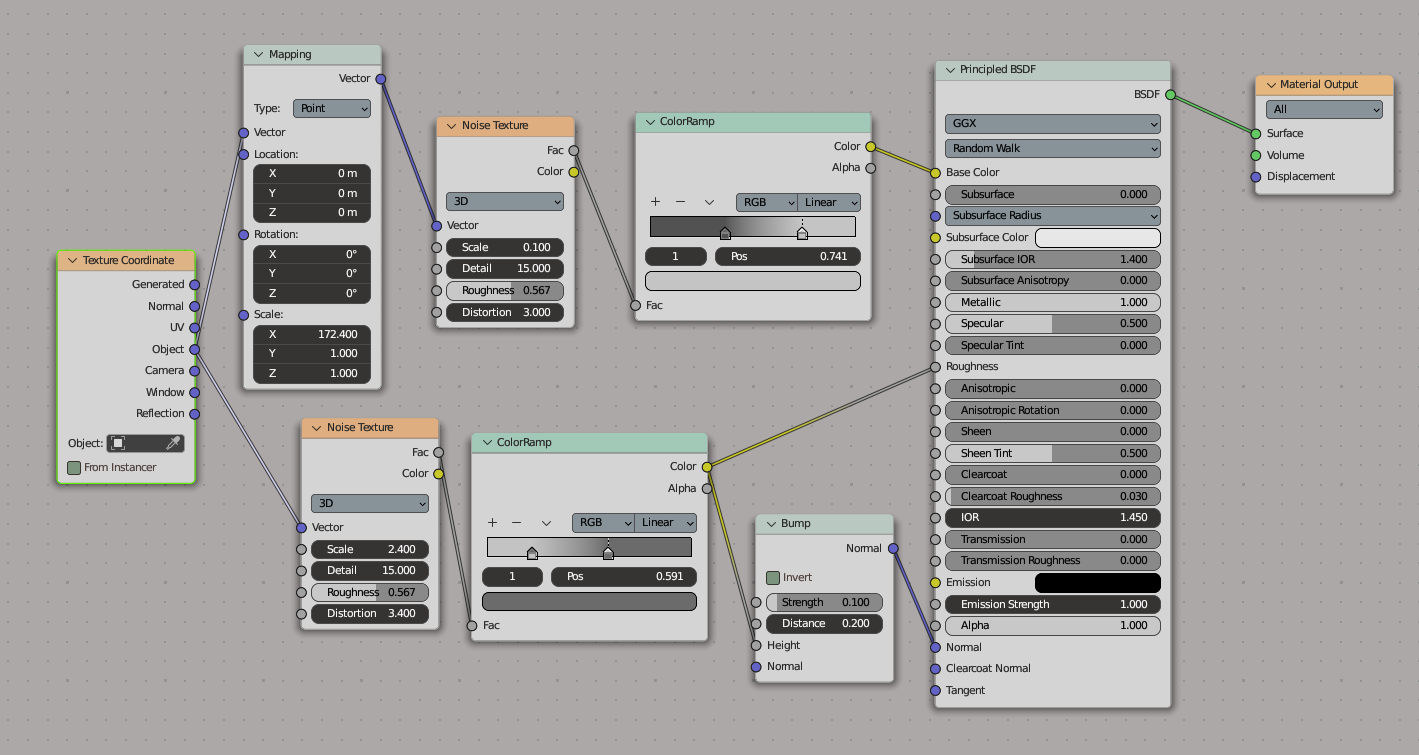 Mapping
Vector
Type: Point
Vector
Location:
X 0 m
Y 0 m
Z 0 m
Rotation:
X 0°
Y 0°
Z 0°
Scale:
X 172.400
Y 1.000
Z 1.000
Texture Coordinate
Generated
Normal
UV
Object
Camera
Window
Reflection
Object:
From Instancer
Noise Texture
Fac
Color
3D
Vector
Scale 0.100
Detail 15.000
Roughness 0.567
Distortion 3.000
ColorRamp
Color
Alpha
+ − RGB Linear
1 Pos 0.741
Fac
Noise Texture
Fac
Color
3D
Vector
Scale 2.400
Detail 15.000
Roughness 0.567
Distortion 3.400
ColorRamp
Color
Alpha
+ − RGB Linear
1 Pos 0.591
Fac
Bump
Normal
Invert
Strength 0.100
Distance 0.200
Height
Normal
Principled BSDF
BSDF
GGX
Random Walk
Base Color
Subsurface 0.000
Subsurface Radius
Subsurface Color
Subsurface IOR 1.400
Subsurface Anisotropy 0.000
Metallic 1.000
Specular 0.500
Specular Tint 0.000
Roughness
Anisotropic 0.000
Anisotropic Rotation 0.000
Sheen 0.000
Sheen Tint 0.500
Clearcoat 0.000
Clearcoat Roughness 0.030
IOR 1.450
Transmission 0.000
Transmission Roughness 0.000
Emission
Emission Strength 1.000
Alpha 1.000
Normal
Clearcoat Normal
Tangent
Material Output
All
Surface
Volume
Displacement